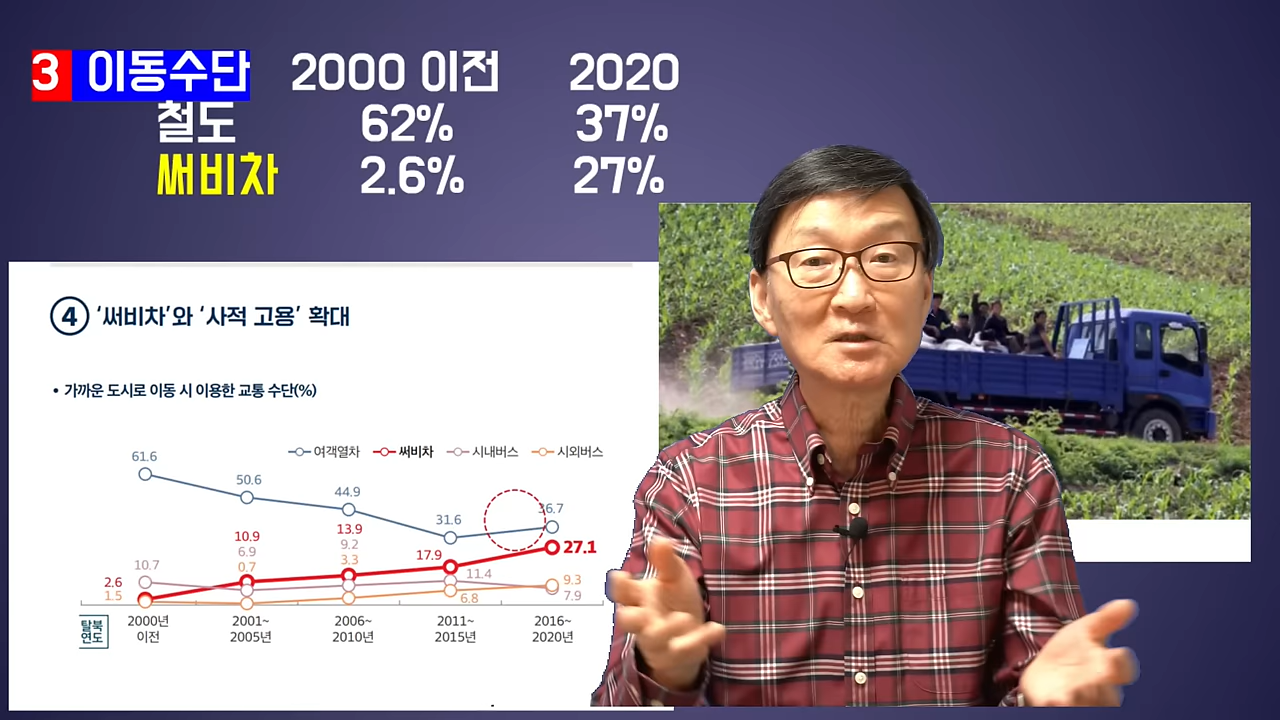 3 이동수단 2000 이전 2020
철도 62% 37%
써비차 2.6% 27%
④ '써비차'와 '사적 고용' 확대
• 가까운 도시로 이동 시 이용한 교통 수단(%)
여객열차 써비차 시내버스 시외버스
61.6 50.6 44.9 31.6 36.7
2.6 10.9 13.9 17.9 27.1
10.7 6.9 9.2 11.4 7.9
1.5 0.7 3.3 6.8 9.3
탈북
연도
2000년 2001~ 2006~ 2011~ 2016~
이전 2005년 2010년 2015년 2020년